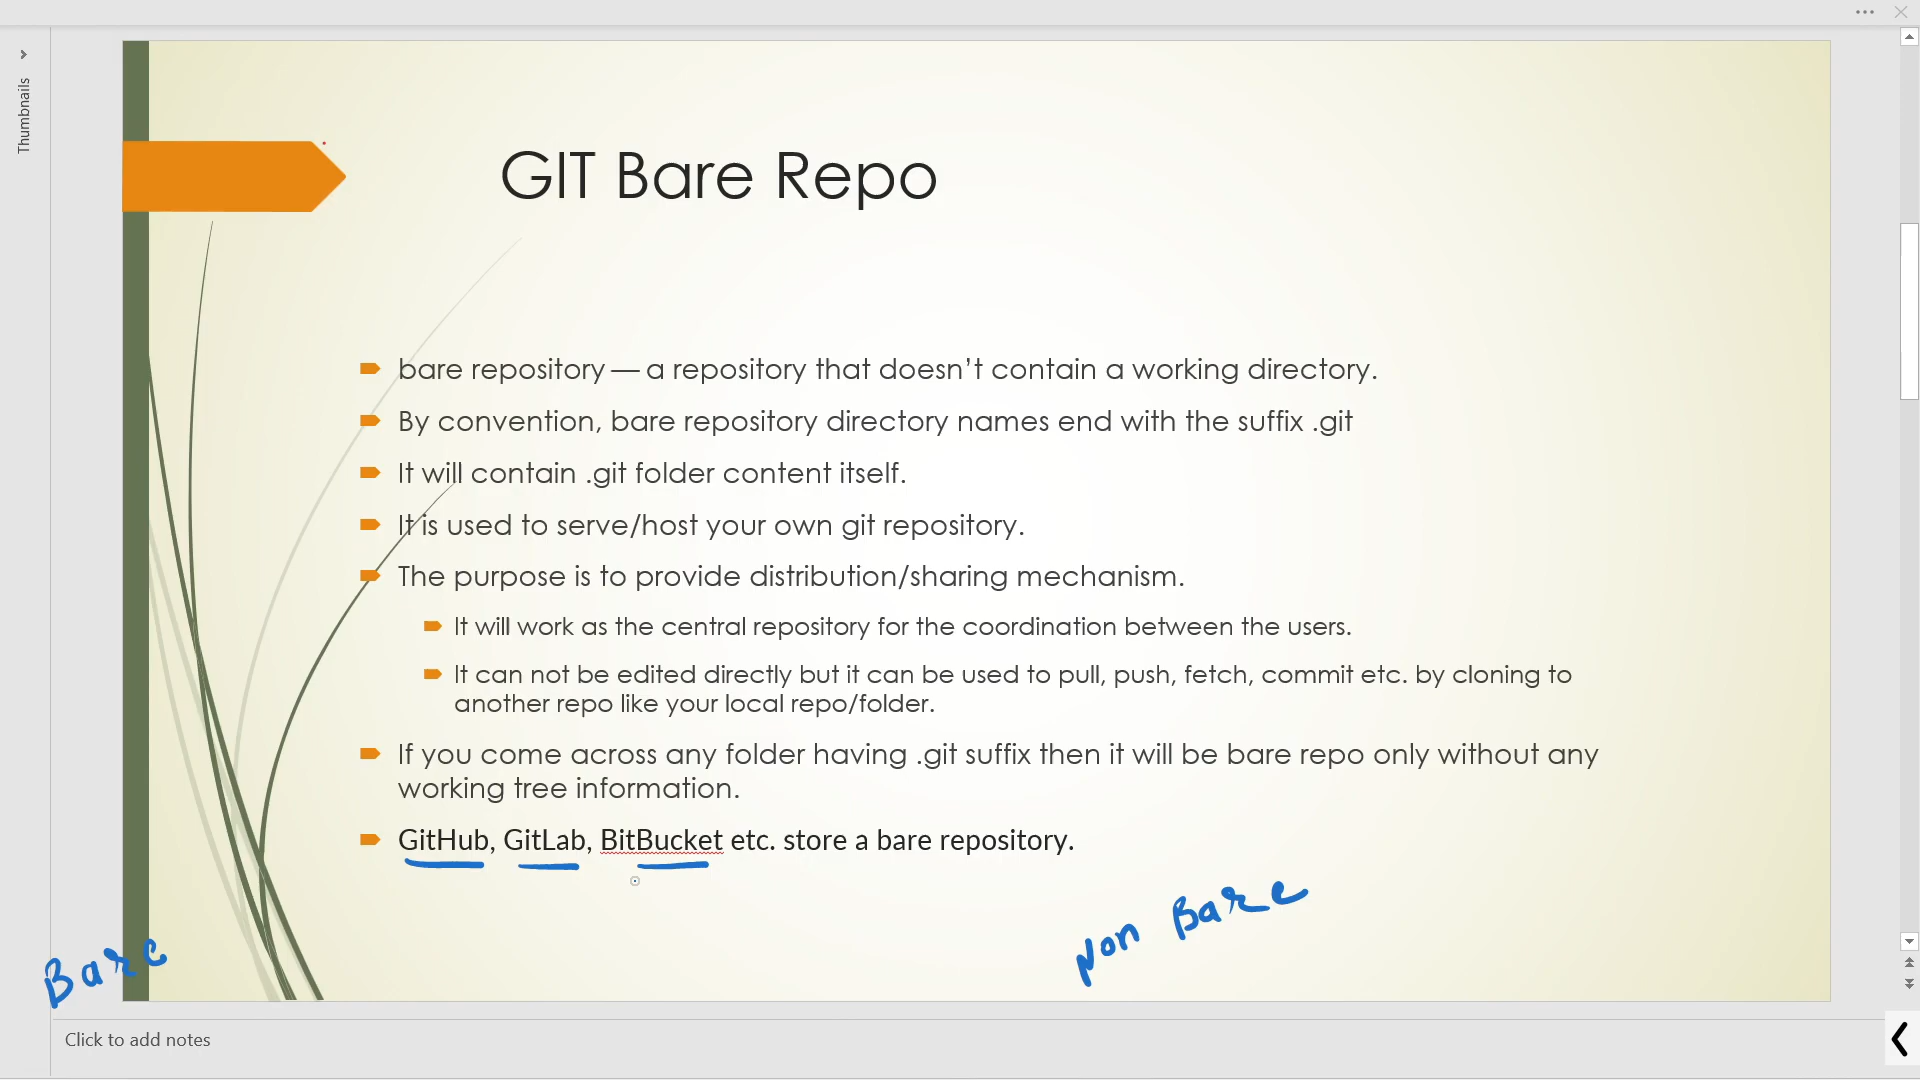 Thumbnails
GIT Bare Repo
bare repository — a repository that doesn’t contain a working directory.
By convention, bare repository directory names end with the suffix .git
It will contain .git folder content itself.
It is used to serve/host your own git repository.
The purpose is to provide distribution/sharing mechanism.
It will work as the central repository for the coordination between the users.
It can not be edited directly but it can be used to pull, push, fetch, commit etc. by cloning to
another repo like your local repo/folder.
If you come across any folder having .git suffix then it will be bare repo only without any
working tree information.
GitHub, GitLab, BitBucket etc. store a bare repository.
Non Bare
Bare
Click to add notes